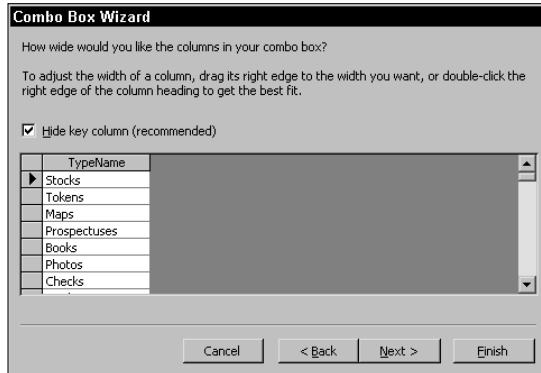 Combo Box Wizard
How wide would you like the columns in your combo box?
To adjust the width of a column, drag its right edge to the width you want, or double-click the
right edge of the column heading to get the best fit.
Hide key column (recommended)
TypeName
Stocks
Tokens
Maps
Prospectuses
Books
Photos
Checks
Cancel
< Back
Next >
Finish